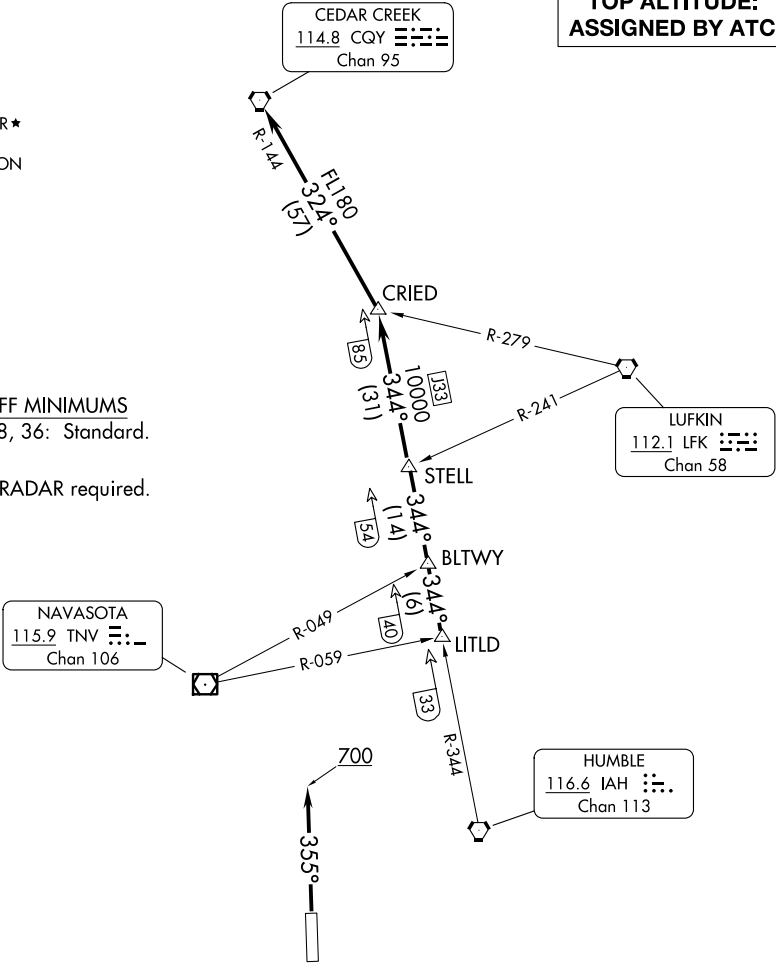 TOP ALTITUDE:
ASSIGNED BY ATC
CEDAR CREEK
114.8 CQY
Chan 95
R★
ON
R-144
FL180
324°
(57)
CRIED
R-279
85
10000
J33
344°
(31)
R-241
LUFKIN
112.1 LFK
Chan 58
FF MINIMUMS
8, 36: Standard.
RADAR required.
STELL
54
344°
(14)
BLTWY
NAVASOTA
115.9 TNV
Chan 106
R-049
40
344°
(6)
R-059
LITLD
33
R-344
700
355°
HUMBLE
116.6 IAH
Chan 113